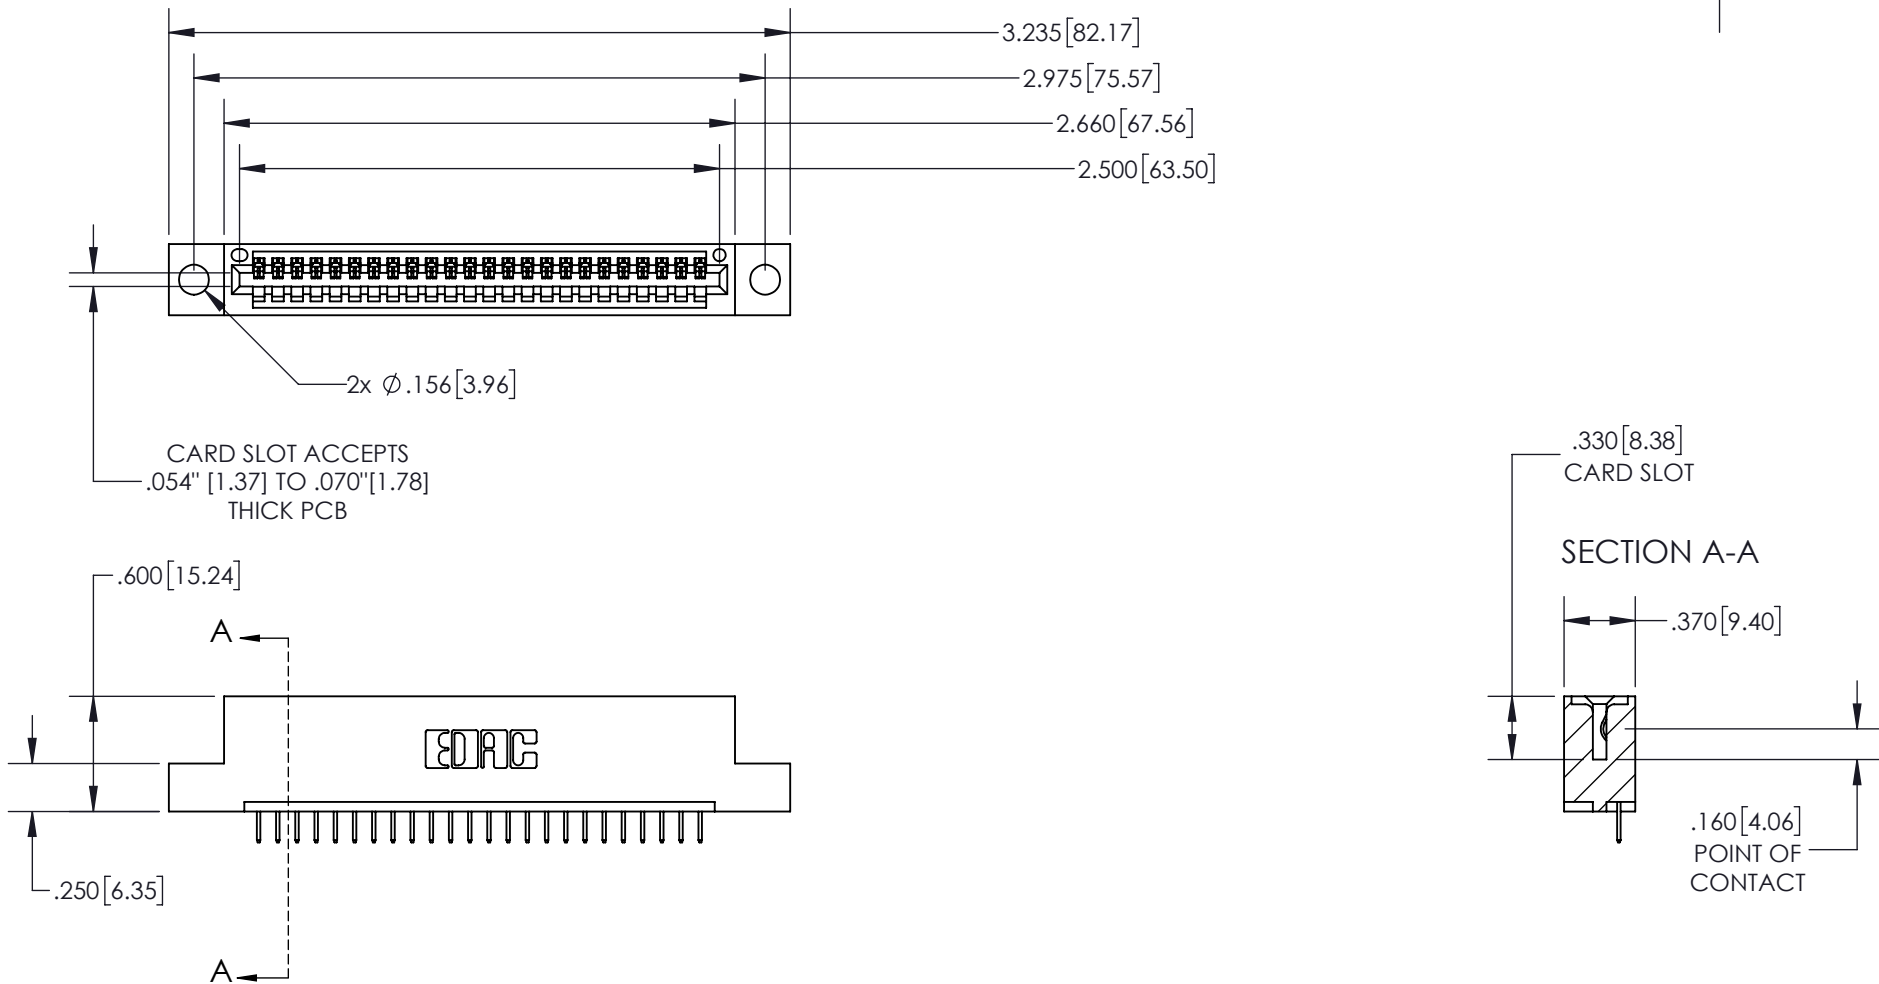 3.235[82.17]
2.975[75.57]
2.660[67.56]
2.500[63.50]
2x Ø.156[3.96]
CARD SLOT ACCEPTS
.054" [1.37] TO .070"[1.78]
THICK PCB
.330[8.38]
CARD SLOT
SECTION A-A
.600[15.24]
.370[9.40]
A
EDAC
.160[4.06]
POINT OF
CONTACT
.250[6.35]
A